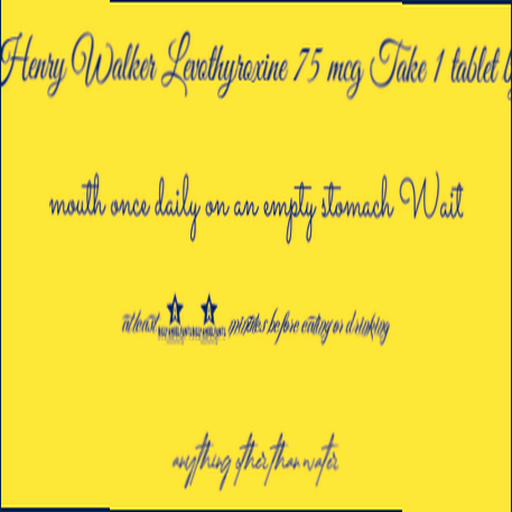 Henry Walker Levothyroxine 75 mcg Take 1 tablet
mouth once daily on an empty stomach Wait
at least minutes before eating or drinking
anything other than water